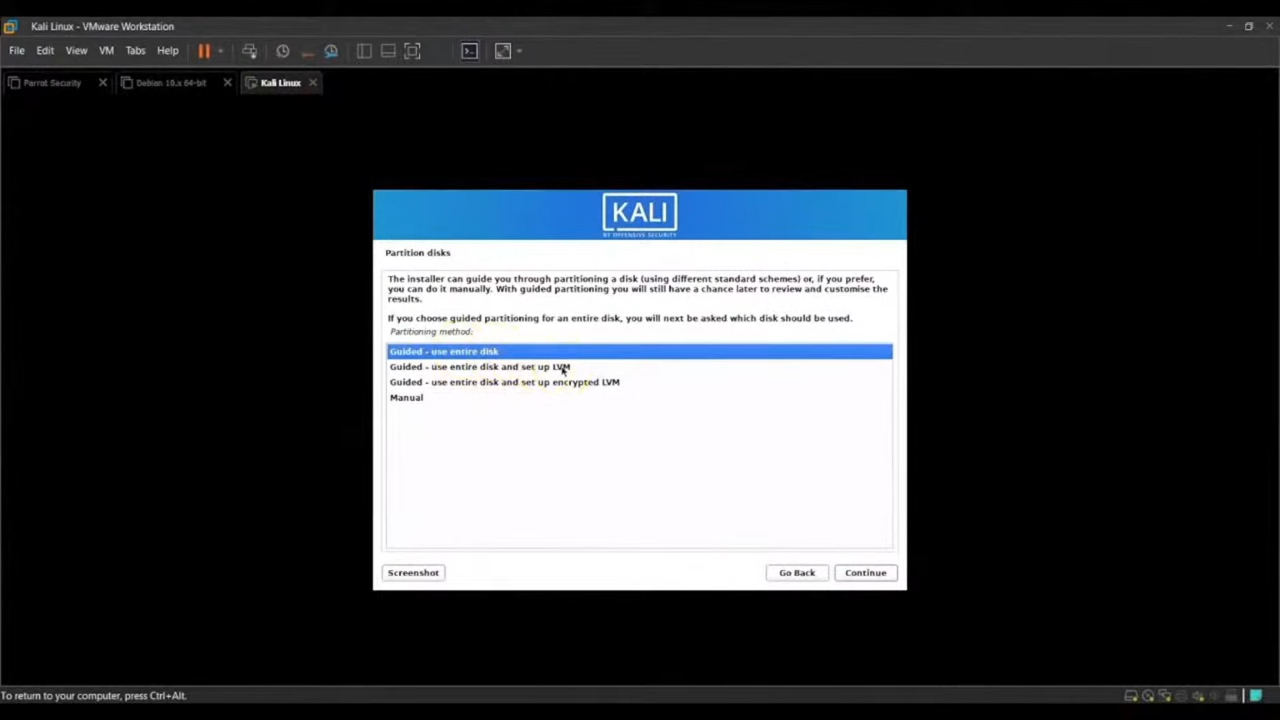 Kali Linux - VMware Workstation
File Edit View VM Tabs Help
Parrot Security Debian 10.x 64-bit Kali Linux
KALI
BY OFFENSIVE SECURITY
Partition disks
The installer can guide you through partitioning a disk (using different standard schemes) or, if you prefer,
you can do it manually. With guided partitioning you will still have a chance later to review and customise the
results.
If you choose guided partitioning for an entire disk, you will next be asked which disk should be used.
Partitioning method:
Guided - use entire disk
Guided - use entire disk and set up LVM
Guided - use entire disk and set up encrypted LVM
Manual
Screenshot Go Back Continue
To return to your computer, press Ctrl+Alt.